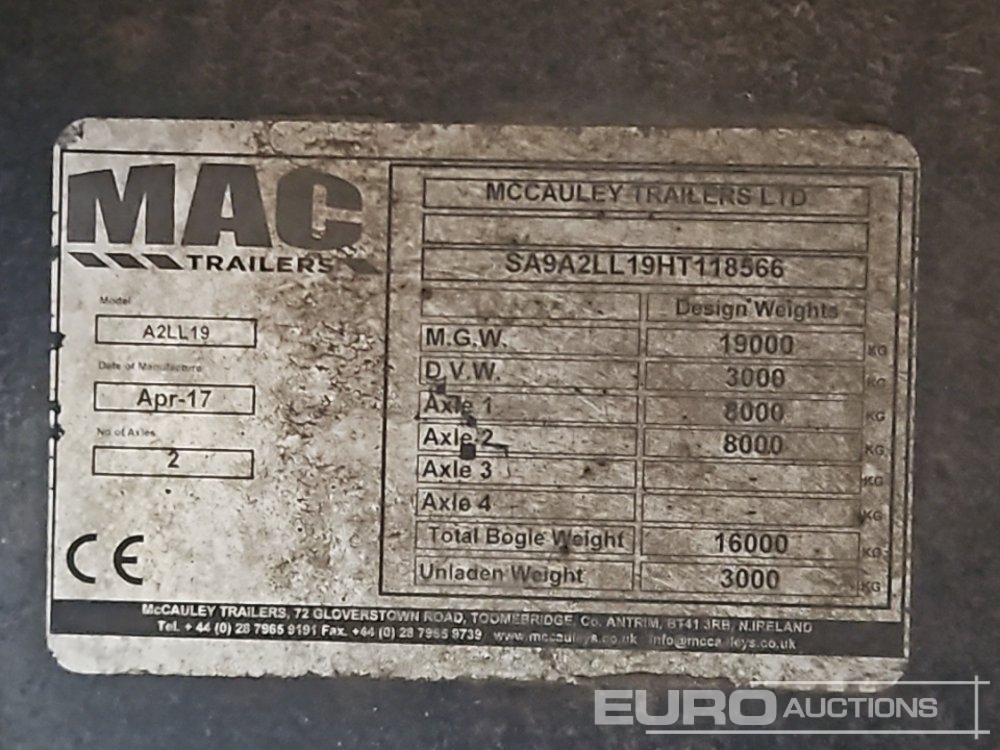 MAC
TRAILERS
Model
A2LL19
Date of Manufacture
Apr-17
No of Axles
2
CE
MCCAULEY TRAILERS LTD
SA9A2LL19HT118566
Design Weights
M.G.W. 19000 KG
D.V.W. 3000 KG
Axle 1 8000 KG
Axle 2 8000 KG
Axle 3 KG
Axle 4 KG
Total Bogie Weight 16000 KG
Unladen Weight 3000 KG
McCAULEY TRAILERS, 72 GLOVERSTOWN ROAD, TOOMEBRIDGE, Co. ANTRIM, BT41 3RB, N.IRELAND
Tel. + 44 (0) 28 7965 9191 Fax. +44 (0) 28 7965 9739 www.mccauleys.co.uk info@mccauleys.co.uk
EURO AUCTIONS